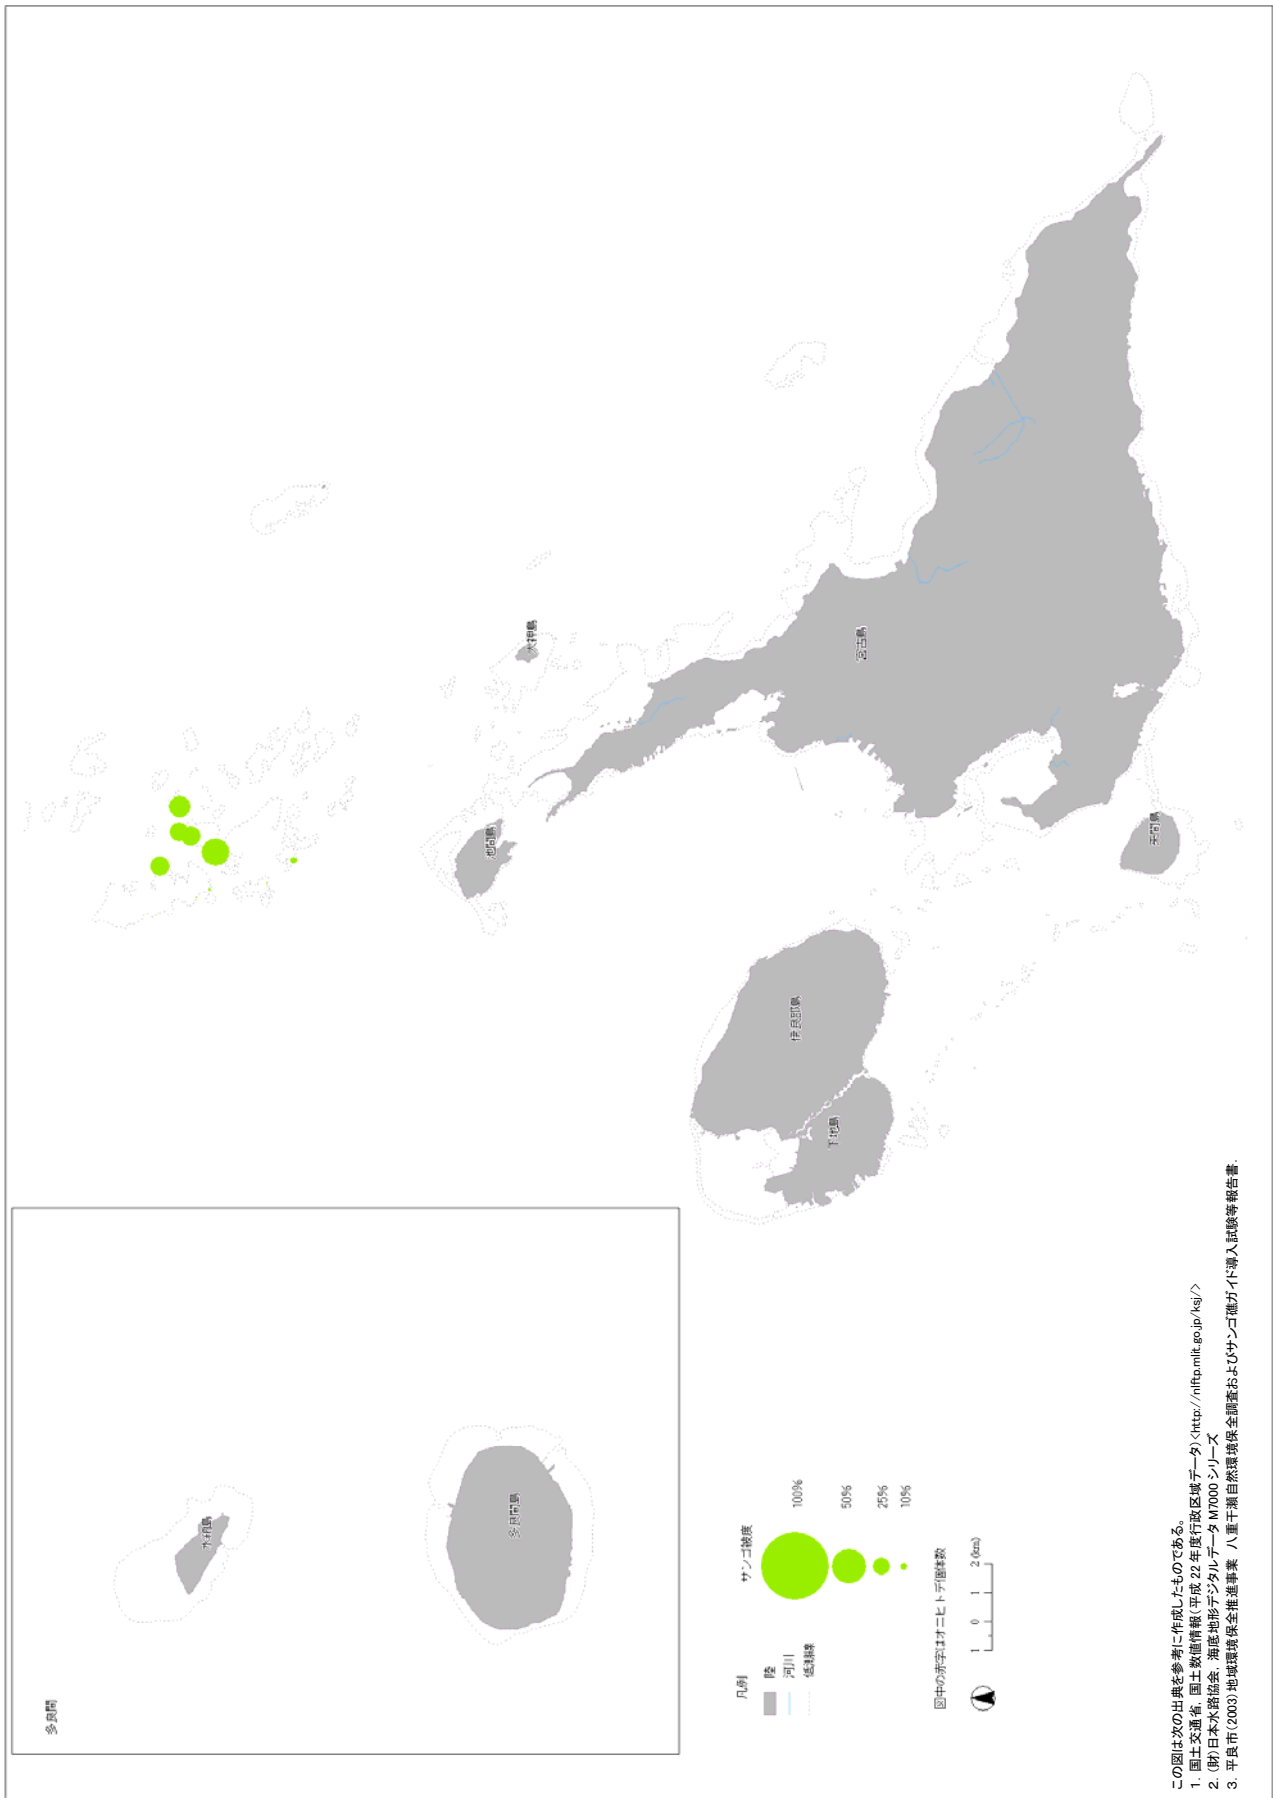 多良間
水納島
多良間島
池間島
大神島
宮古島
伊良部島
下地島
来間島
凡例
陸
河川
低潮線
サンゴ被度
100%
50%
25%
10%
図中の赤字はオニヒトデ個体数
1 0 1 2 (km)
この図は次の出典を参考に作成したものである。
1. 国土交通省, 国土数値情報(平成 22 年度行政区域データ)<http://nlftp.mlit.go.jp/ksj/>
2. (財)日本水路協会, 海底地形デジタルデータ M7000 シリーズ
3. 平良市(2003)地域環境保全推進事業 八重干瀬自然環境保全調査およびサンゴ礁ガイド導入試験等報告書.